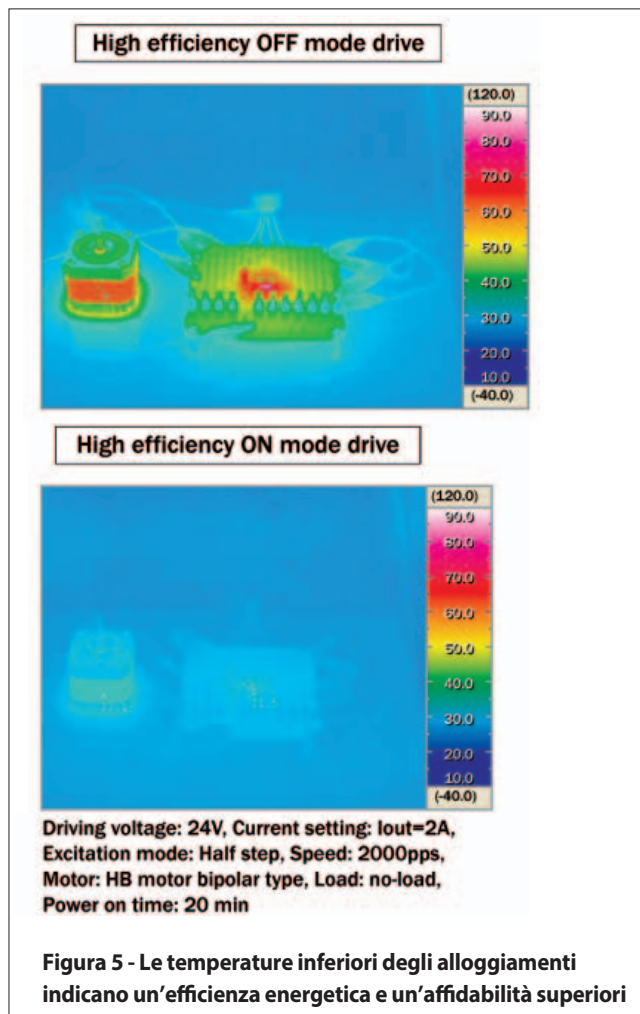 High efficiency OFF mode drive
(120.0)
90.0
80.0
70.0
60.0
50.0
40.0
30.0
20.0
10.0
(-40.0)
High efficiency ON mode drive
(120.0)
90.0
80.0
70.0
60.0
50.0
40.0
30.0
20.0
10.0
(-40.0)
Driving voltage: 24V, Current setting: Iout=2A,
Excitation mode: Half step, Speed: 2000pps,
Motor: HB motor bipolar type, Load: no-load,
Power on time: 20 min
Figura 5 - Le temperature inferiori degli alloggiamenti
indicano un’efficienza energetica e un’affidabilità superiori